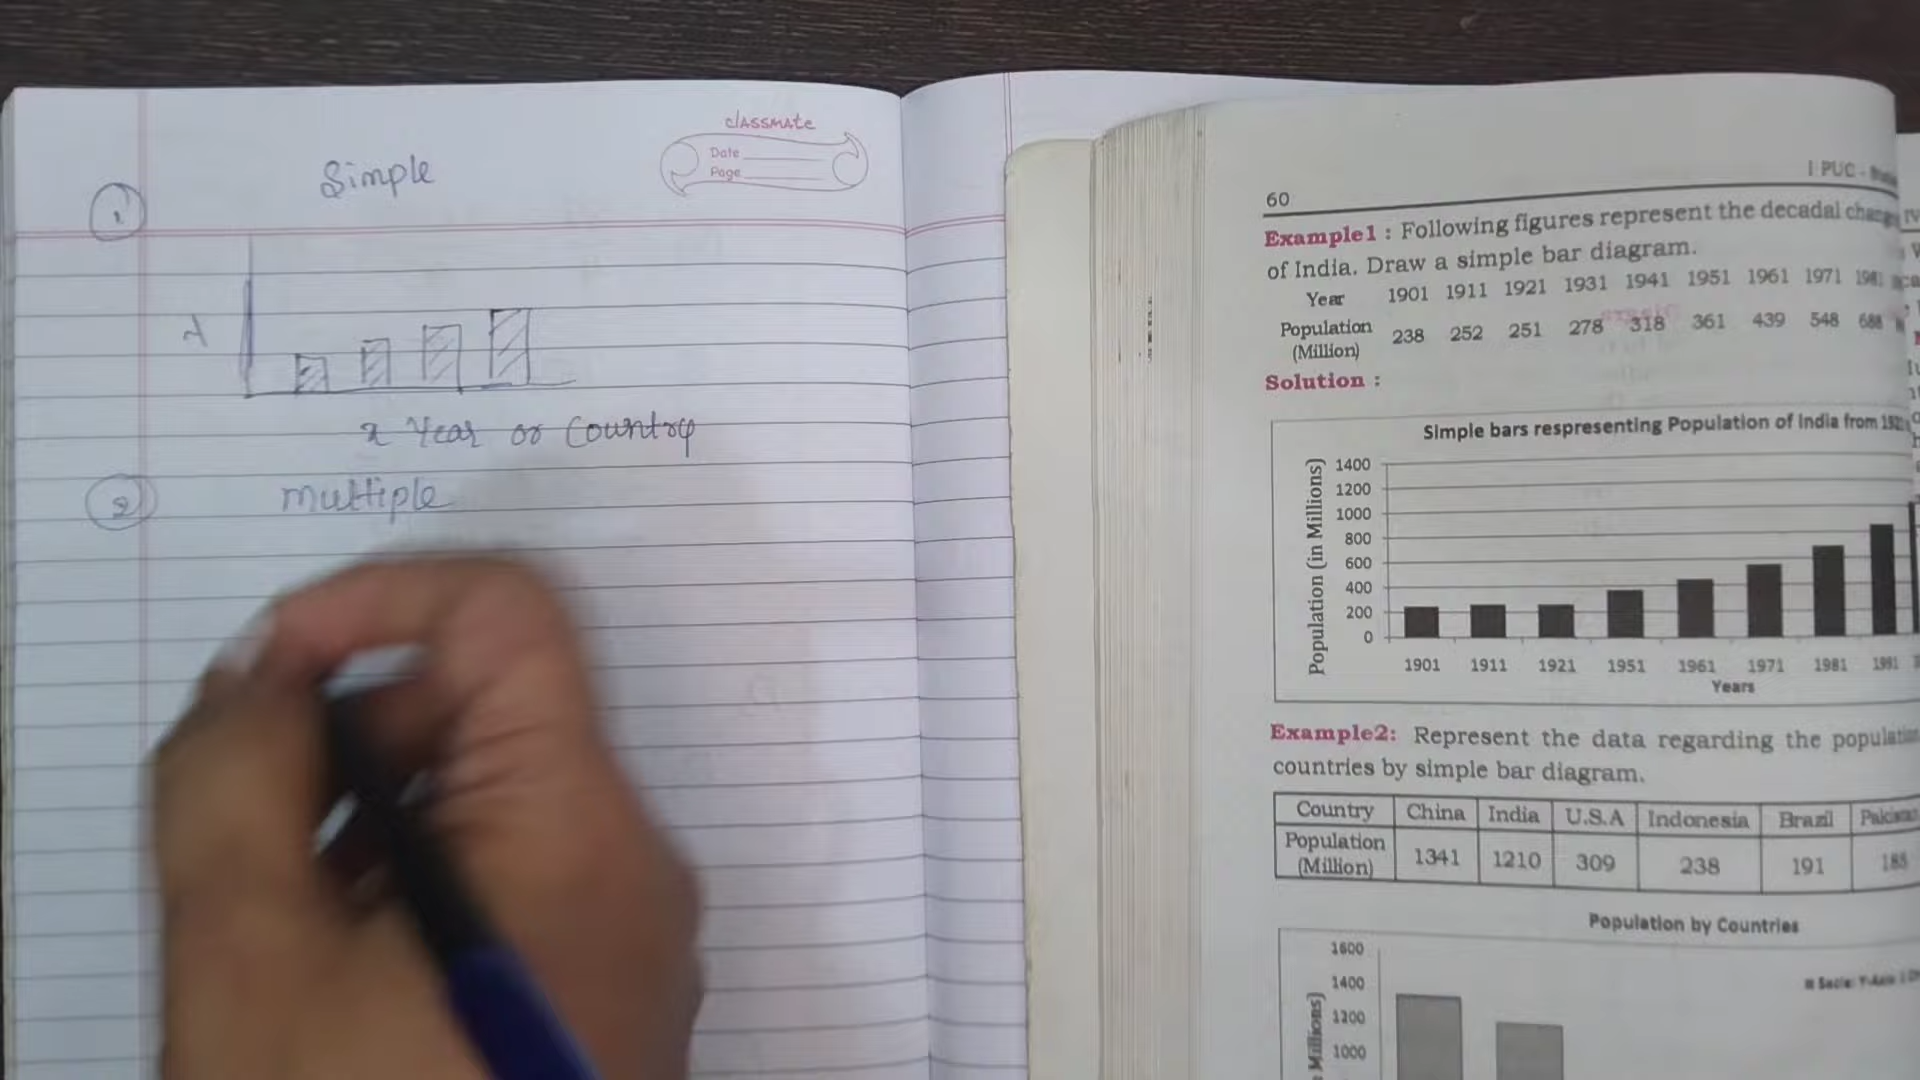 classmate
Date
Page
1
Simple
Y
x Year or Country
2
multiple
60
I PUC -
Example1 : Following figures represent the decadal
of India. Draw a simple bar diagram.
Year 1901 1911 1921 1931 1941 1951 1961 1971 1981
Population (Million) 238 252 251 278 318 361 439 548 688
Solution :
Simple bars respresenting Population of India from
Population (in Millions)
1400
1200
1000
800
600
400
200
0
1901 1911 1921 1951 1961 1971 1981 1991
Years
Example2: Represent the data regarding the
countries by simple bar diagram.
Country China India U.S.A Indonesia Brazil
Population (Million) 1341 1210 309 238 191 188
Population by Countries
1600
1400
1200
1000
Millions)